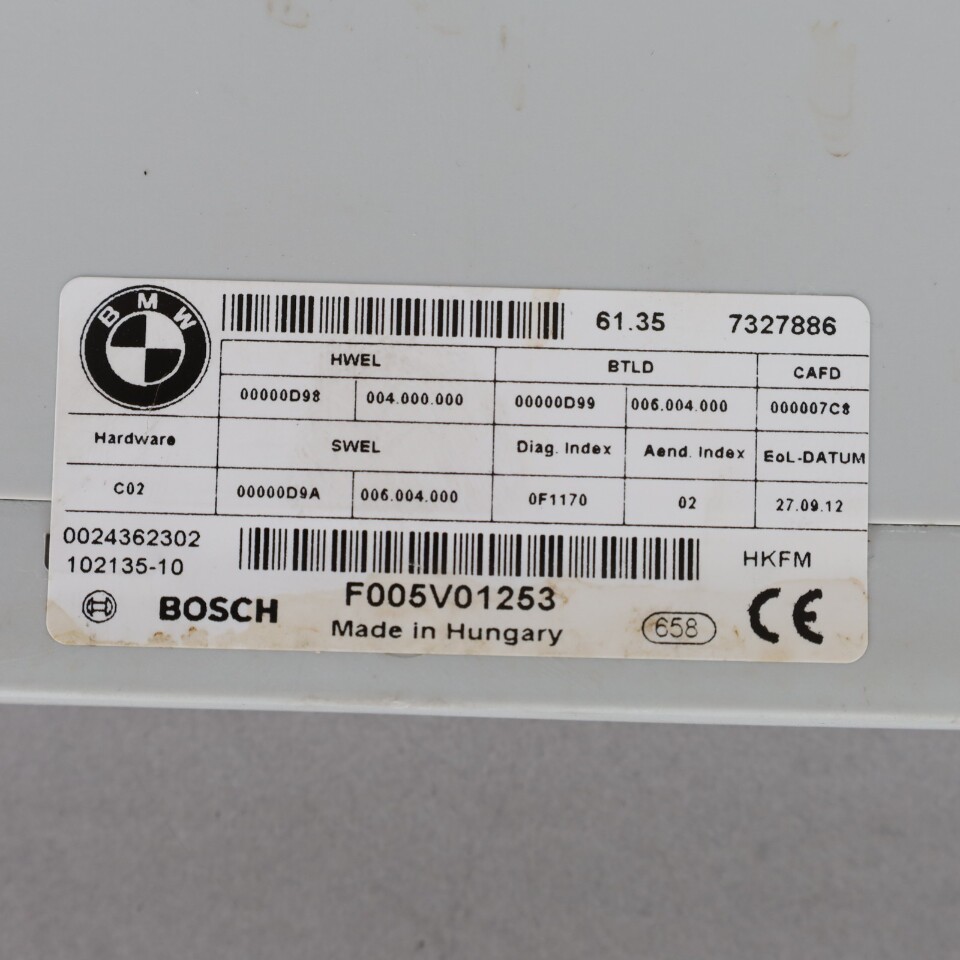 BMW
61.35 7327886
HWEL BTLD CAFD
00000D98 004.000.000 00000D99 006.004.000 000007C8
Hardware SWEL Diag. Index Aend. Index EoL-DATUM
C02 00000D9A 006.004.000 0F1170 02 27.09.12
0024362302
102135-10 HKFM
BOSCH F005V01253
Made in Hungary 658 CE